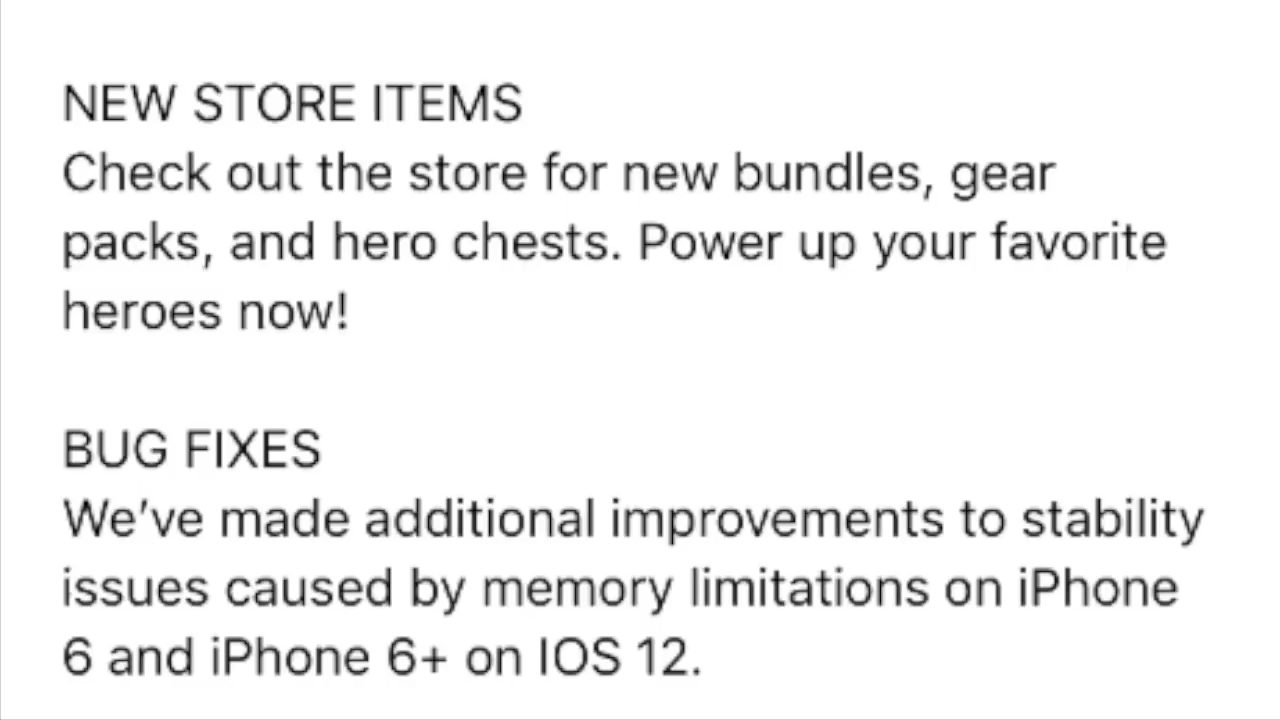 NEW STORE ITEMS
Check out the store for new bundles, gear
packs, and hero chests. Power up your favorite
heroes now!
BUG FIXES
We’ve made additional improvements to stability
issues caused by memory limitations on iPhone
6 and iPhone 6+ on IOS 12.